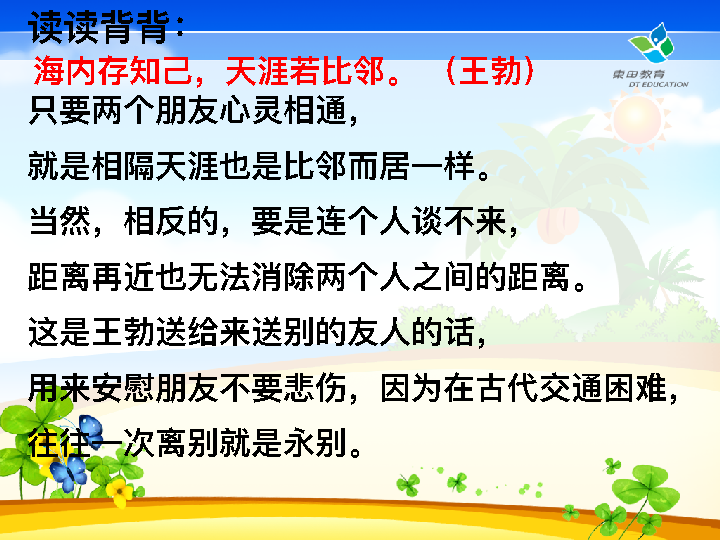 读读背背：
海内存知己，天涯若比邻。（王勃）
東田教育
DT EDUCATION
只要两个朋友心灵相通，
就是相隔天涯也是比邻而居一样。
当然，相反的，要是连个人谈不来，
距离再近也无法消除两个人之间的距离。
这是王勃送给来送别的友人的话，
用来安慰朋友不要悲伤，因为在古代交通困难，
往往一次离别就是永别。